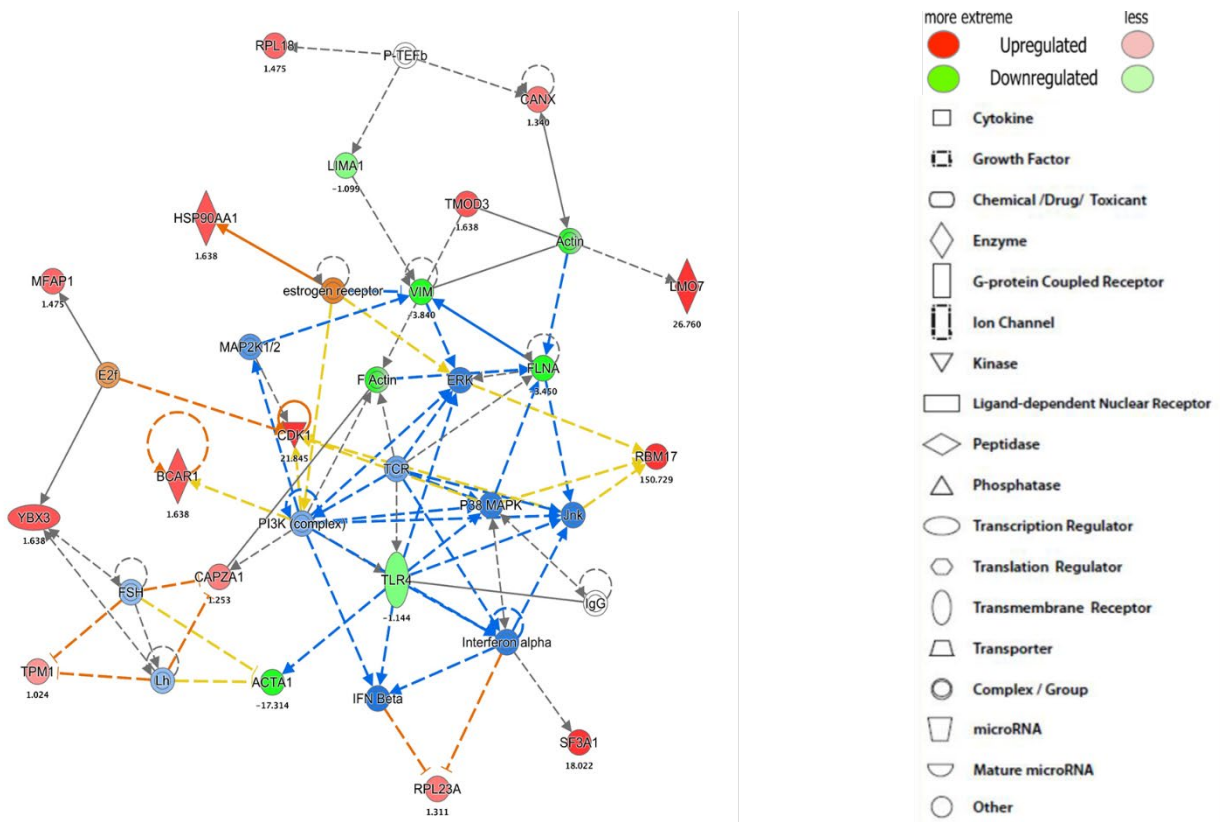 RPL18
1.475
P-TEFb
CANX
1.340
LIMA1
-1.099
HSP90AA1
1.638
TMOD3
1.638
Actin
LMO7
26.760
MFAP1
1.475
estrogen receptor
VIM
-3.840
MAP2K1/2
E2f
F Actin
ERK
FLNA
-3.450
CDK1
21.845
BCAR1
1.638
TCR
RBM17
150.729
YBX3
1.638
PI3K (complex)
P38 MAPK
Jnk
CAPZA1
1.253
FSH
TLR4
-1.144
IgG
TPM1
1.024
Lh
ACTA1
-17.314
Interferon alpha
IFN Beta
SF3A1
18.022
RPL23A
1.311
more extreme less
Upregulated
Downregulated
Cytokine
Growth Factor
Chemical /Drug/ Toxicant
Enzyme
G-protein Coupled Receptor
Ion Channel
Kinase
Ligand-dependent Nuclear Receptor
Peptidase
Phosphatase
Transcription Regulator
Translation Regulator
Transmembrane Receptor
Transporter
Complex / Group
microRNA
Mature microRNA
Other